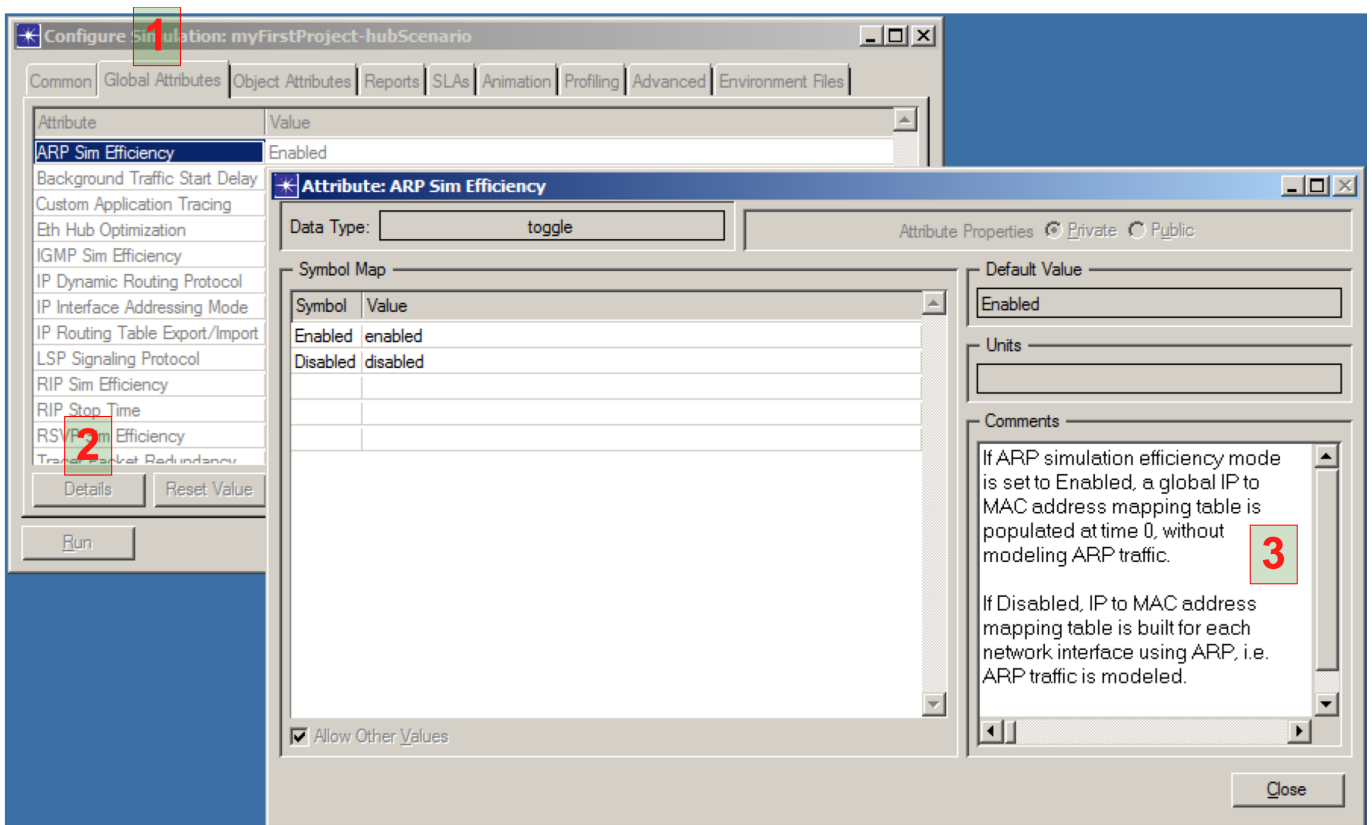 1
Configure Simulation: myFirstProject-hubScenario
Common Global Attributes Object Attributes Reports SLAs Animation Profiling Advanced Environment Files
Attribute Value
ARP Sim Efficiency Enabled
Background Traffic Start Delay
Custom Application Tracing
Eth Hub Optimization
IGMP Sim Efficiency
IP Dynamic Routing Protocol
IP Interface Addressing Mode
IP Routing Table Export/Import
LSP Signaling Protocol
RIP Sim Efficiency
RIP Stop Time
RSVP Sim Efficiency
Tracer Packet Redundancy
2
Details Reset Value
Run
Attribute: ARP Sim Efficiency
Data Type: toggle
Attribute Properties Private Public
Symbol Map
Symbol Value
Enabled enabled
Disabled disabled
Allow Other Values
Default Value
Enabled
Units
Comments
If ARP simulation efficiency mode
is set to Enabled, a global IP to
MAC address mapping table is
populated at time 0, without
modeling ARP traffic.
3
If Disabled, IP to MAC address
mapping table is built for each
network interface using ARP, i.e.
ARP traffic is modeled.
Close